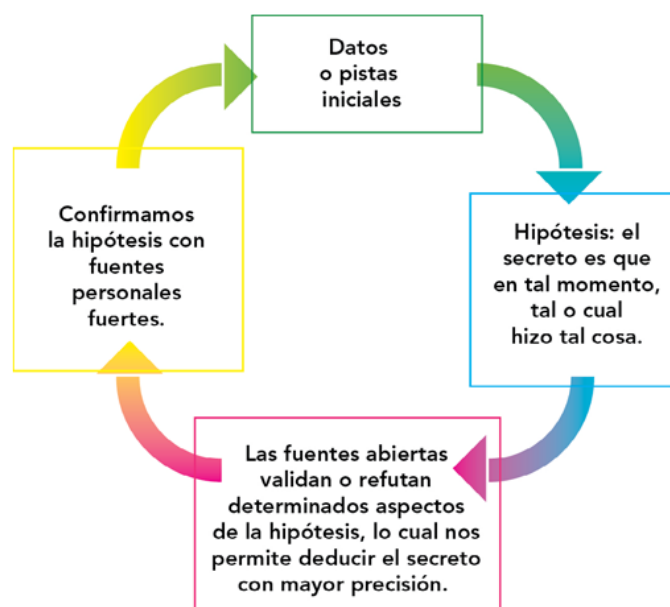 Datos
o pistas
iniciales
Hipótesis: el
secreto es que
en tal momento,
tal o cual
hizo tal cosa.
Las fuentes abiertas
validan o refutan
determinados aspectos
de la hipótesis, lo cual nos
permite deducir el secreto
con mayor precisión.
Confirmamos
la hipótesis con
fuentes
personales
fuertes.